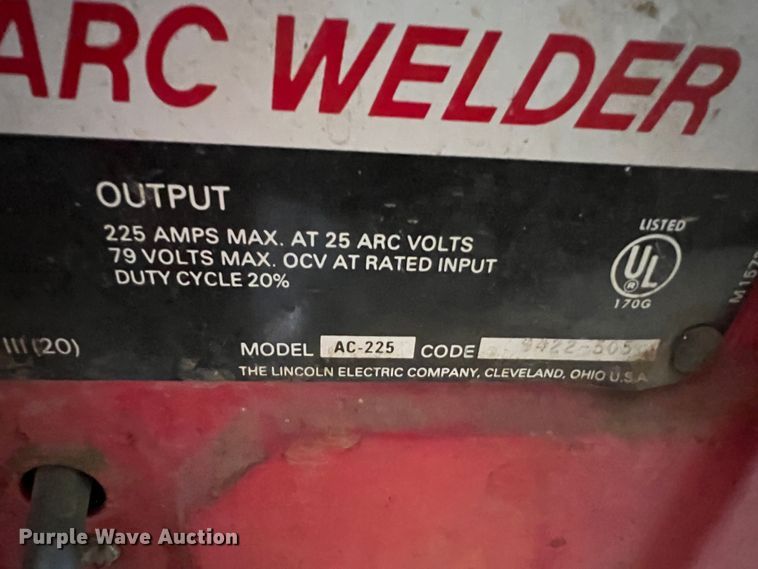 ARC WELDER
OUTPUT
225 AMPS MAX. AT 25 ARC VOLTS
79 VOLTS MAX. OCV AT RATED INPUT
DUTY CYCLE 20%
LISTED
UL
®
170G
III (20)
MODEL AC-225 CODE 9422-505
THE LINCOLN ELECTRIC COMPANY, CLEVELAND, OHIO U.S.A.
Purple Wave Auction